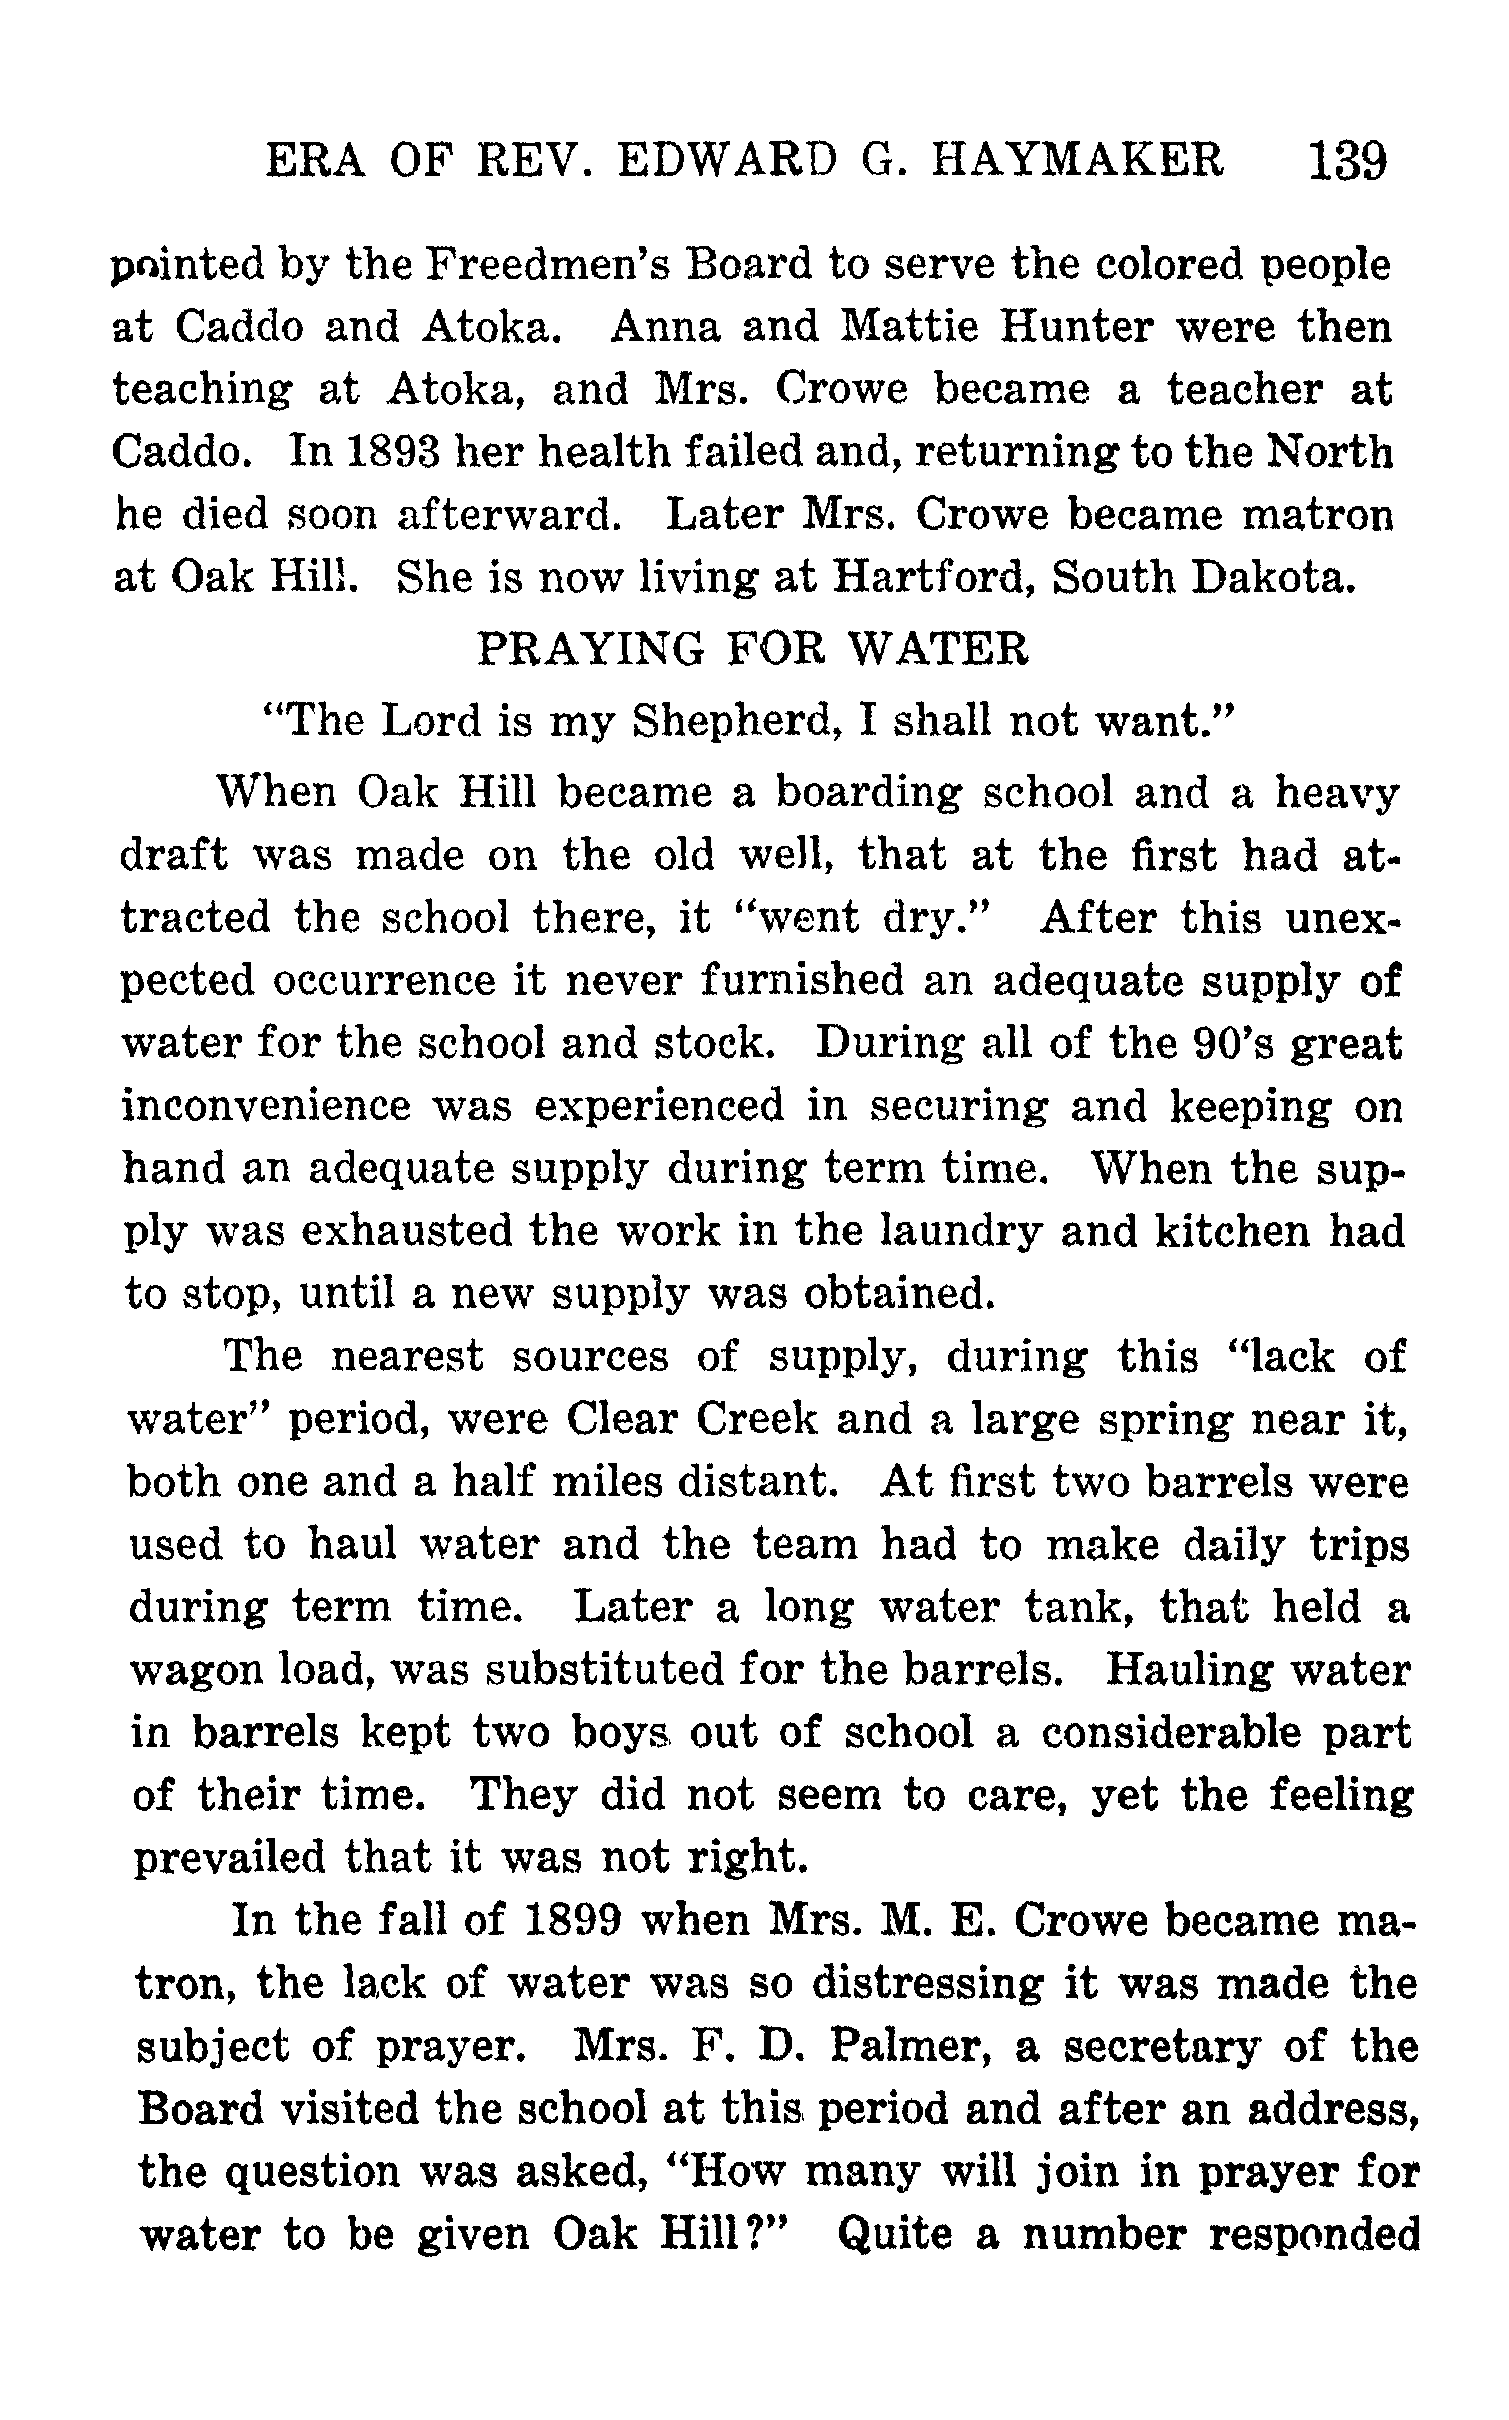 ERA OF REV. EDWARD G. HAYMAKER 139
pointed by the Freedmen's Board to serve the colored people
at Caddo and Atoka. Anna and Mattie Hunter were then
teaching at Atoka, and Mrs. Crowe became a teacher at
Caddo. In 1893 her health failed and, returning to the North
he died soon afterward. Later Mrs. Crowe became matron
at Oak Hill. She is now living at Hartford, South Dakota.
PRAYING FOR WATER
"The Lord is my Shepherd, I shall not want."
When Oak Hill became a boarding school and a heavy
draft was made on the old well, that at the first had at-
tracted the school there, it "went dry." After this unex-
pected occurrence it never furnished an adequate supply of
water for the school and stock. During all of the 90's great
inconvenience was experienced in securing and keeping on
hand an adequate supply during term time. When the sup-
ply was exhausted the work in the laundry and kitchen had
to stop, until a new supply was obtained.
The nearest sources of supply, during this "lack of
water" period, were Clear Creek and a large spring near it,
both one and a half miles distant. At first two barrels were
used to haul water and the team had to make daily trips
during term time. Later a long water tank, that held a
wagon load, was substituted for the barrels. Hauling water
in barrels kept two boys out of school a considerable part
of their time. They did not seem to care, yet the feeling
prevailed that it was not right.
In the fall of 1899 when Mrs. M. E. Crowe became ma-
tron, the lack of water was so distressing it was made the
subject of prayer. Mrs. F. D. Palmer, a secretary of the
Board visited the school at this period and after an address,
the question was asked, "How many will join in prayer for
water to be given Oak Hill?" Quite a number responded